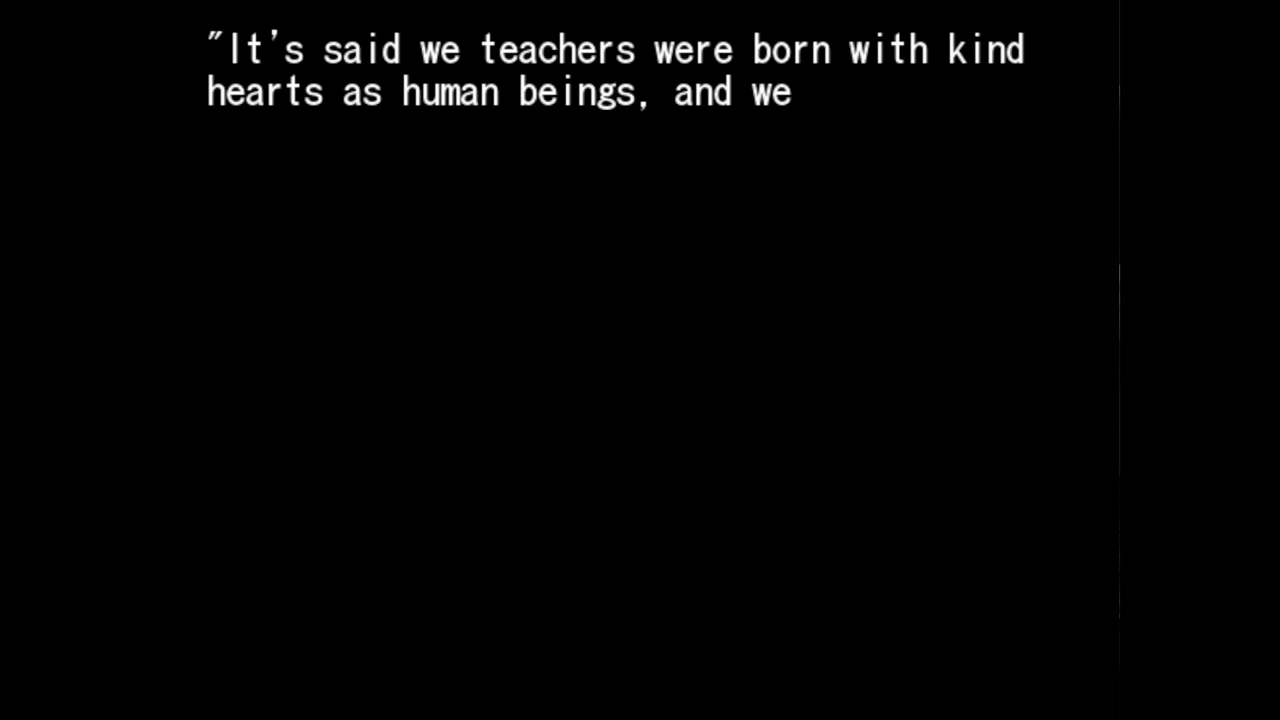 "It's said we teachers were born with kind
hearts as human beings, and we